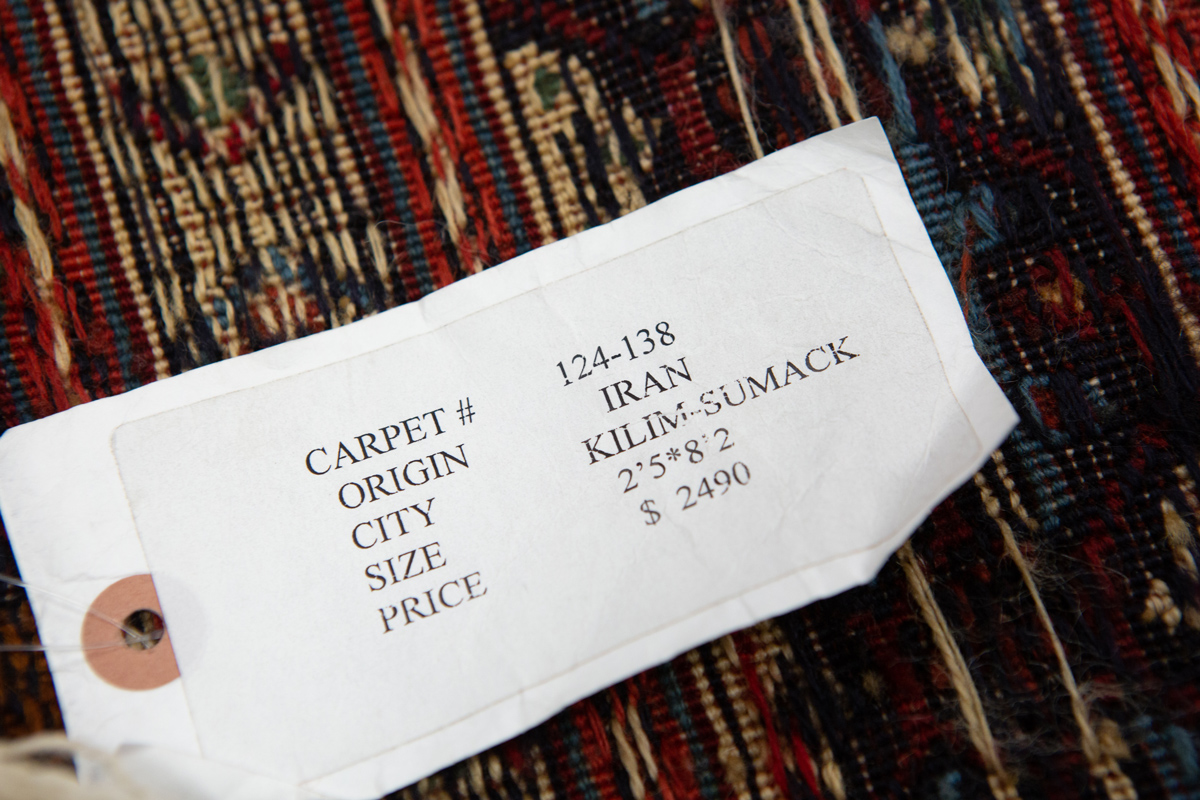 CARPET # 124-138
ORIGIN IRAN
CITY KILIM-SUMACK
SIZE 2'5*8'2
PRICE $ 2490